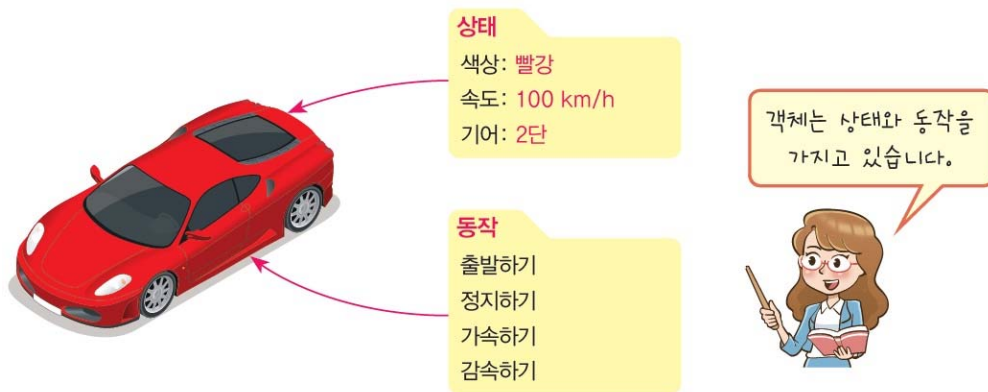 상태
색상: 빨강
속도: 100 km/h
기어: 2단
객체는 상태와 동작을
가지고 있습니다.
동작
출발하기
정지하기
가속하기
감속하기